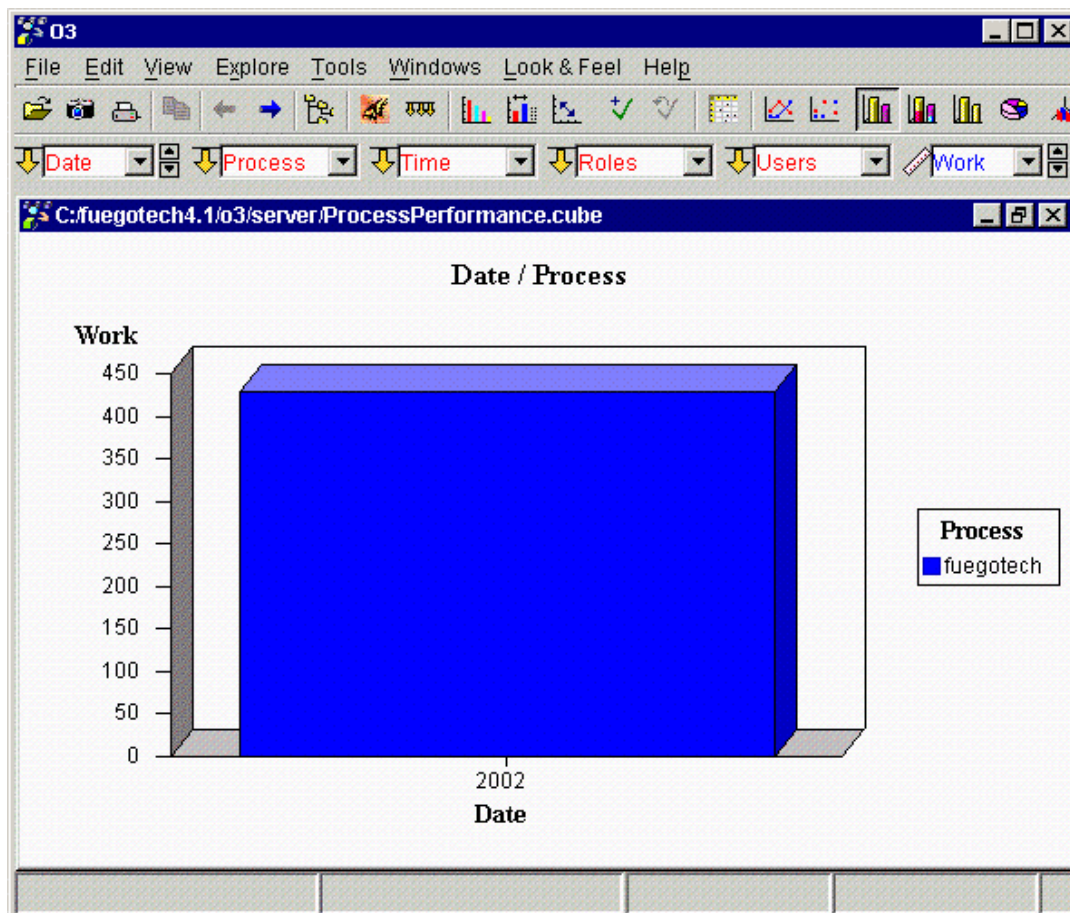 O3
File Edit View Explore Tools Windows Look & Feel Help
Date Process Time Roles Users Work
C:/fuegotech4.1/o3/server/ProcessPerformance.cube
Date / Process
Work
450
400
350
300
250
200
150
100
50
0
2002
Date
Process
fuegotech